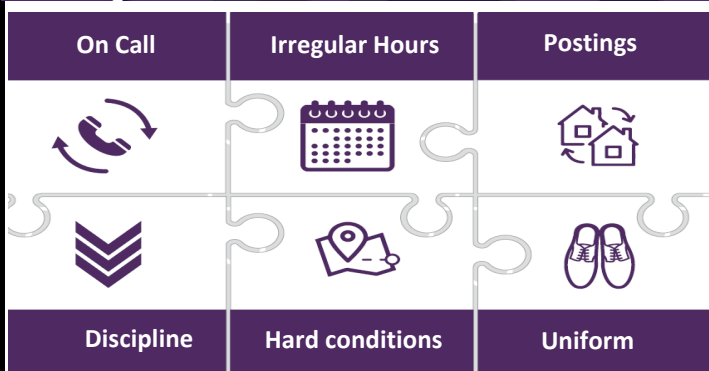 On Call
Irregular Hours
Postings
Discipline
Hard conditions
Uniform